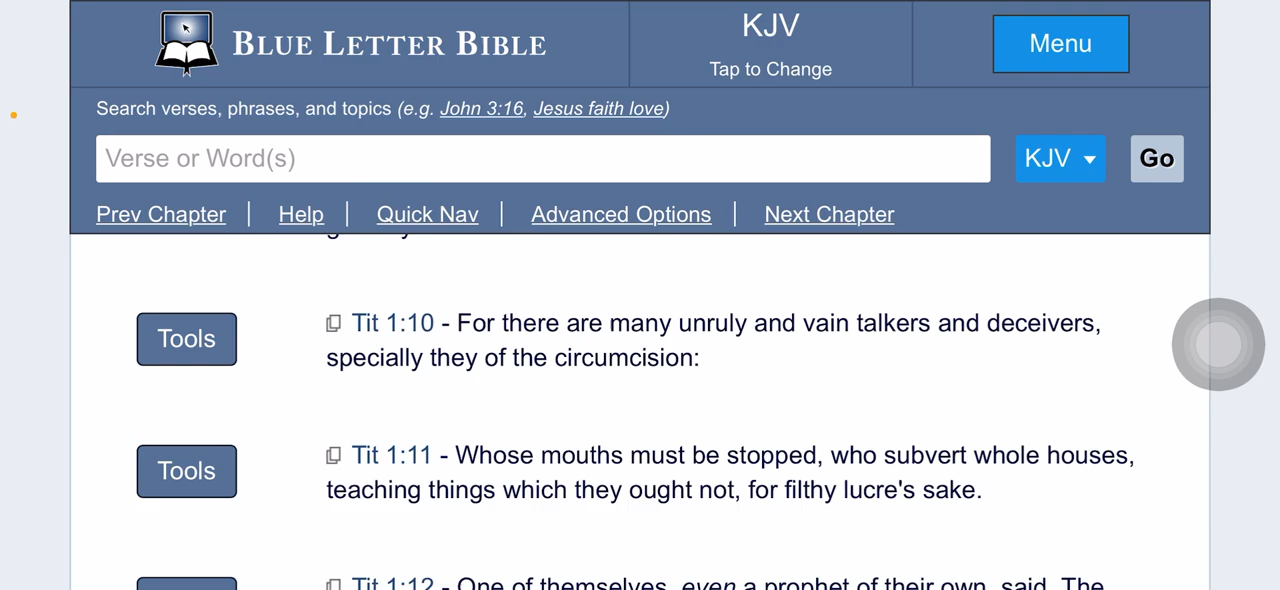 BLUE LETTER BIBLE
KJV
Tap to Change
Menu
Search verses, phrases, and topics (e.g. John 3:16, Jesus faith love)
Verse or Word(s)
KJV
Go
Prev Chapter | Help | Quick Nav | Advanced Options | Next Chapter
Tools
Tit 1:10 - For there are many unruly and vain talkers and deceivers,
specially they of the circumcision:
Tools
Tit 1:11 - Whose mouths must be stopped, who subvert whole houses,
teaching things which they ought not, for filthy lucre's sake.
Tit 1:12 - One of themselves, even a prophet of their own, said, The